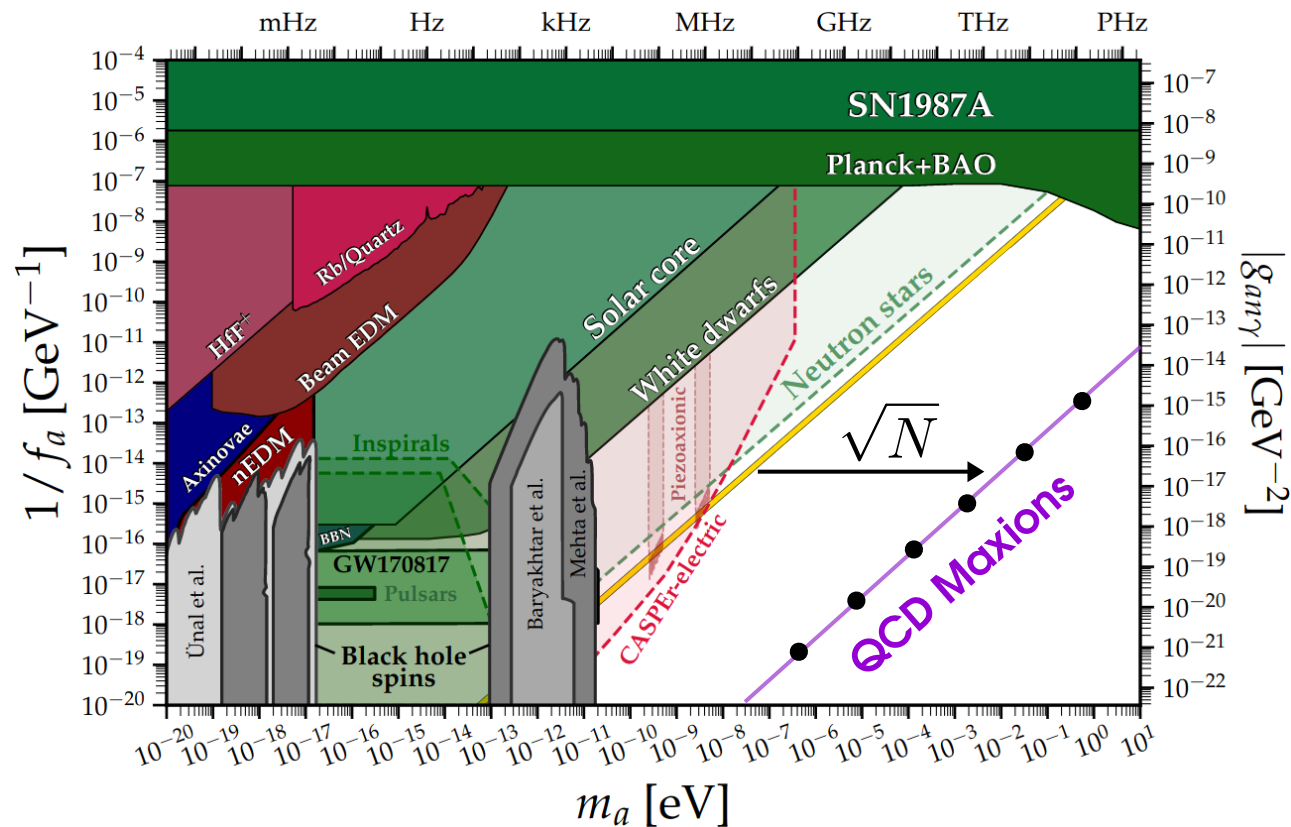 mHz Hz kHz MHz GHz THz PHz
10⁻⁴
10⁻⁵
10⁻⁶
10⁻⁷
10⁻⁸
10⁻⁹
10⁻¹⁰
10⁻¹¹
10⁻¹²
10⁻¹³
10⁻¹⁴
10⁻¹⁵
10⁻¹⁶
10⁻¹⁷
10⁻¹⁸
10⁻¹⁹
10⁻²⁰
1/fₐ [GeV⁻¹]
SN1987A
Planck+BAO
Rb/Quartz
HfF⁺
Beam EDM
Solar core
White dwarfs
Neutron stars
Axinovae
nEDM
Inspirals
Piezoaxionic
√N
BBN
GW170817
Pulsars
Ünal et al.
Baryakhtar et al.
Mehta et al.
CASPEr-electric
QCD Maxions
Black hole
spins
10⁻⁷
10⁻⁸
10⁻⁹
10⁻¹⁰
10⁻¹¹
10⁻¹²
10⁻¹³
10⁻¹⁴
10⁻¹⁵
10⁻¹⁶
10⁻¹⁷
10⁻¹⁸
10⁻¹⁹
10⁻²⁰
10⁻²¹
10⁻²²
|gₐₙᵧ| [GeV⁻²]
10⁻²⁰ 10⁻¹⁹ 10⁻¹⁸ 10⁻¹⁷ 10⁻¹⁶ 10⁻¹⁵ 10⁻¹⁴ 10⁻¹³ 10⁻¹² 10⁻¹¹ 10⁻¹⁰ 10⁻⁹ 10⁻⁸ 10⁻⁷ 10⁻⁶ 10⁻⁵ 10⁻⁴ 10⁻³ 10⁻² 10⁻¹ 10⁰ 10¹
mₐ [eV]